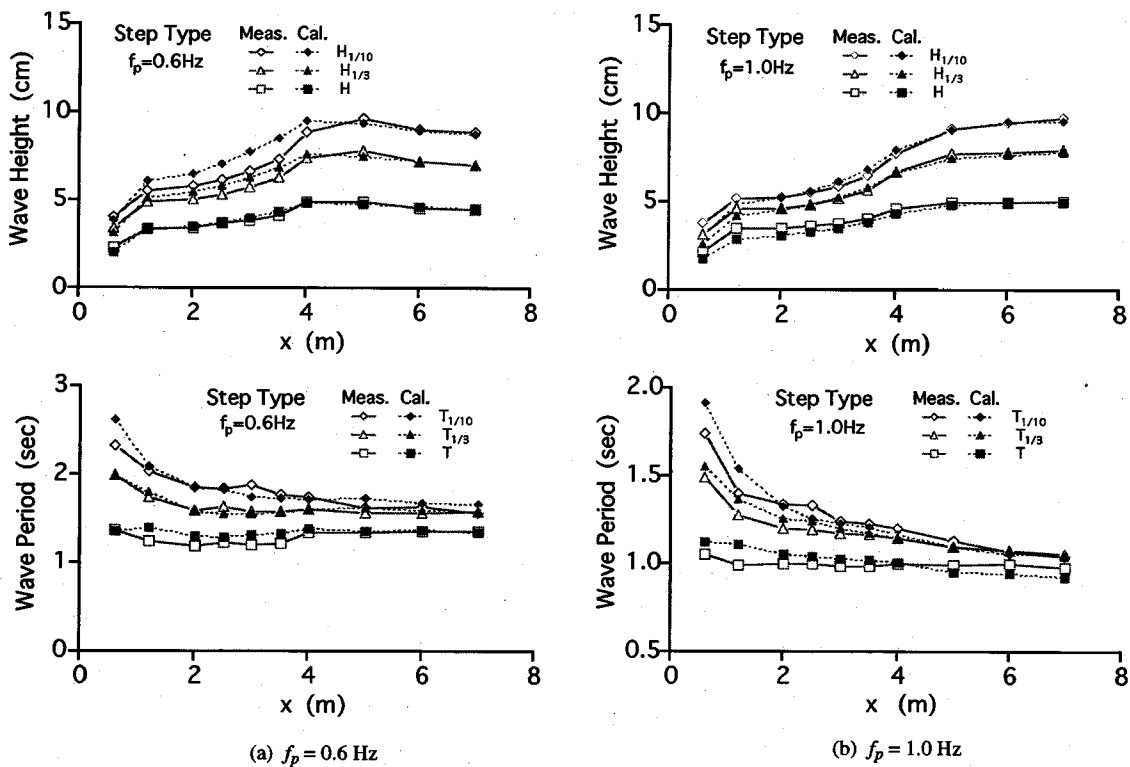 15
10
5
0
Wave Height (cm)
Step Type
fp=0.6Hz
Meas. Cal.
H1/10
H1/3
H
0 2 4 6 8
x (m)
15
10
5
0
Wave Height (cm)
Step Type
fp=1.0Hz
Meas. Cal.
H1/10
H1/3
H
0 2 4 6 8
x (m)
3
2
1
0
Wave Period (sec)
Step Type
fp=0.6Hz
Meas. Cal.
T1/10
T1/3
T
0 2 4 6 8
x (m)
(a) fp = 0.6 Hz
2.0
1.5
1.0
0.5
Wave Period (sec)
Step Type
fp=1.0Hz
Meas. Cal.
T1/10
T1/3
T
0 2 4 6 8
x (m)
(b) fp = 1.0 Hz